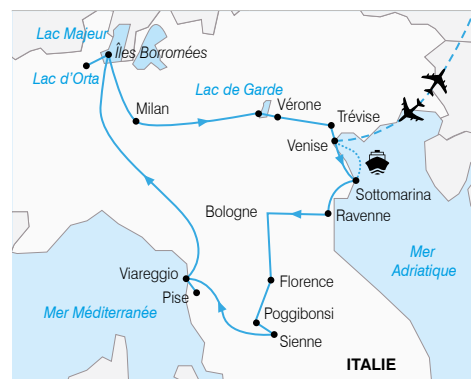 Lac Majeur
Îles Borromées
Lac d'Orta
Lac de Garde
Milan
Vérone
Trévise
Venise
Sottomarina
Bologne
Ravenne
Mer
Adriatique
Viareggio
Florence
Pise
Mer Méditerranée
Poggibonsi
Sienne
ITALIE